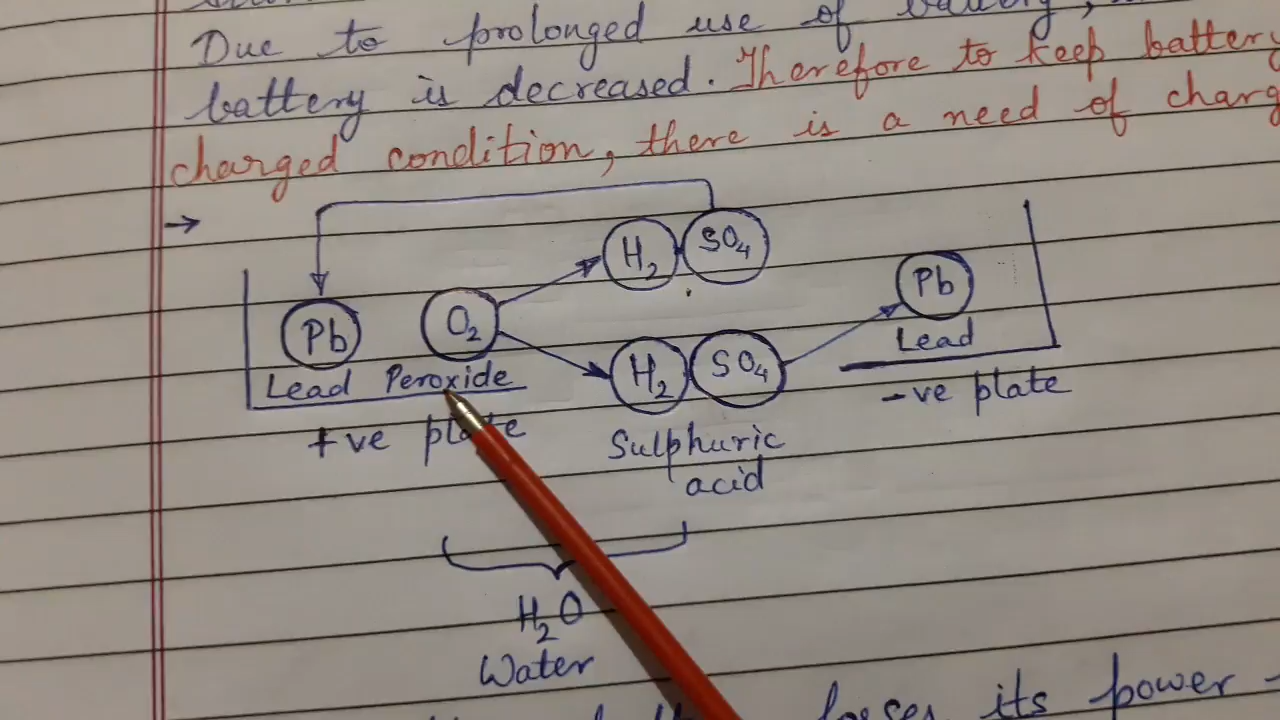 Due to prolonged use of battery,
battery is decreased. Therefore to keep battery
charged condition, there is a need of charg
→
H2 SO4
Pb O2 Pb
Lead Peroxide Lead
H2 SO4
+ve plate -ve plate
Sulphuric
acid
H2O
Water
its power -